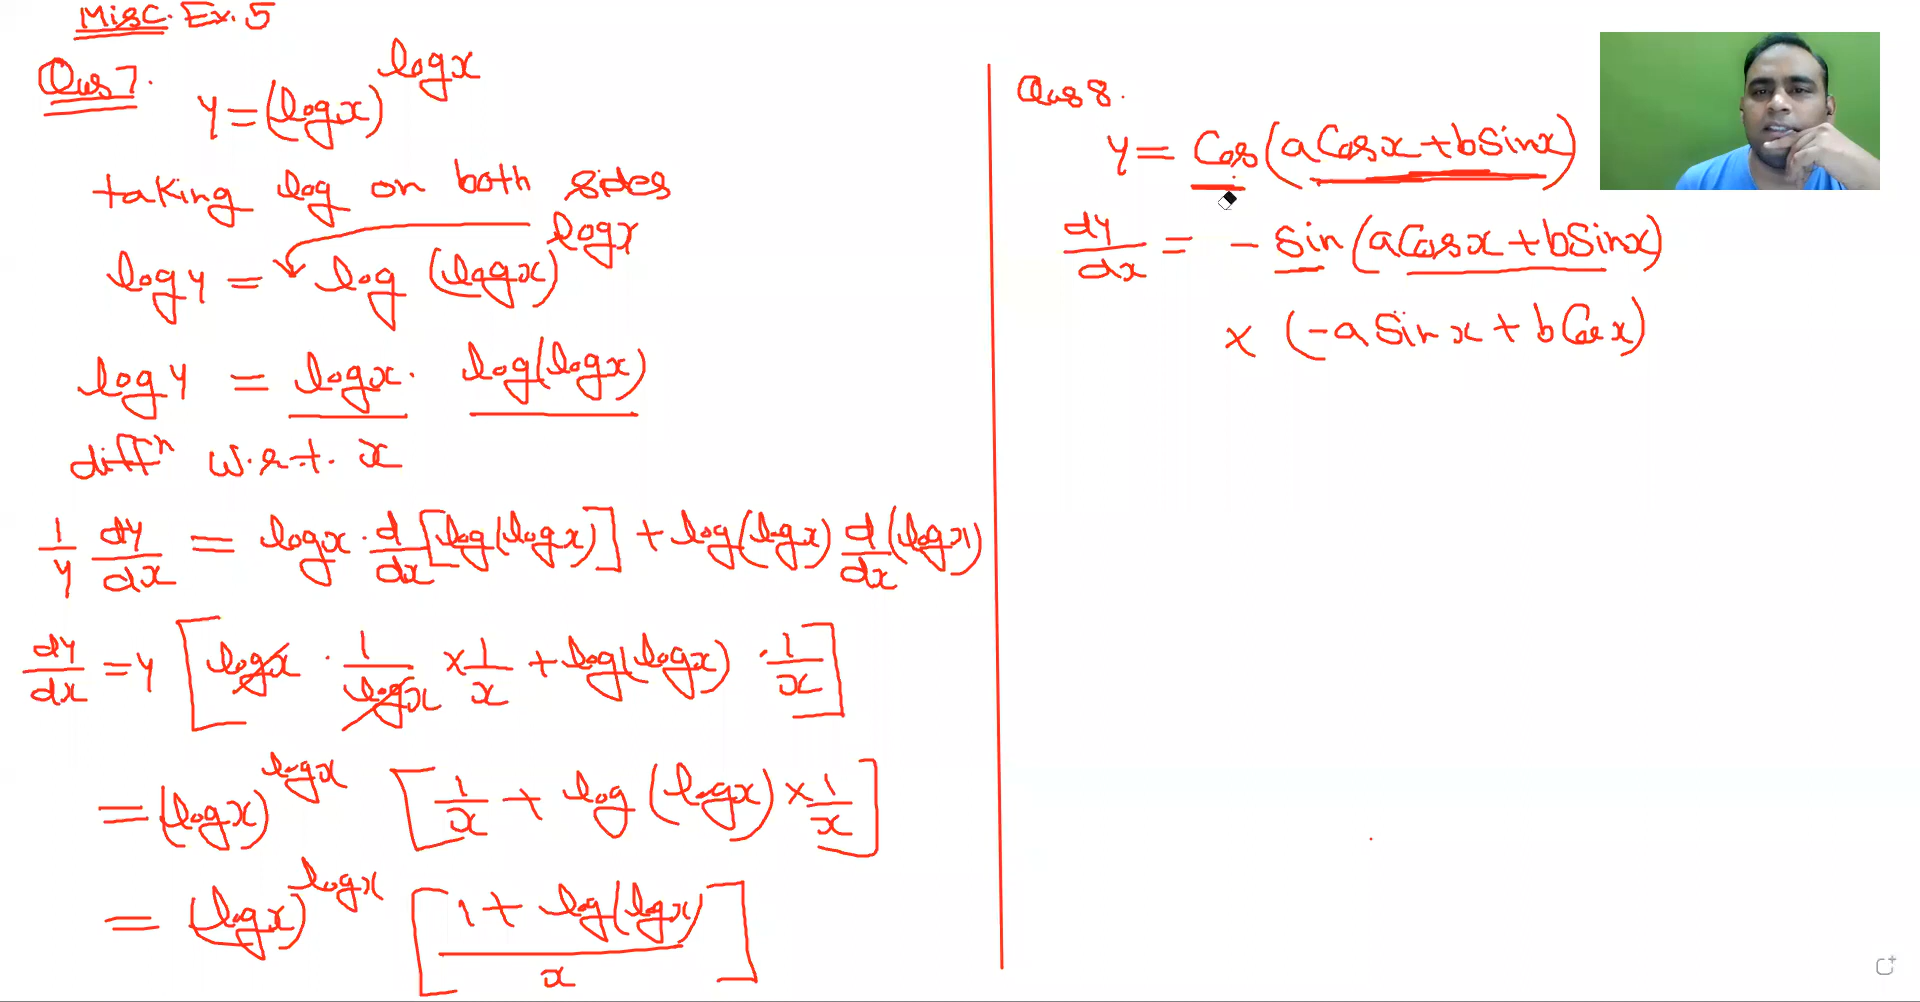 Misc. Ex. 5
Ques 7.
y = (log x)^log x
taking log on both sides
log y = log (log x)^log x
log y = log x . log(log x)
diffⁿ w.r.t. x
1/y dy/dx = log x . d/dx [log(log x)] + log(log x) d/dx (log x)
dy/dx = y [log x . 1/log x × 1/x + log(log x) . 1/x]
= (log x)^log x [1/x + log (log x) × 1/x]
= (log x)^log x [1 + log(log x) / x]
Ques 8.
y = Cos (a Cos x + b Sin x)
dy/dx = - sin (a Cos x + b Sin x)
× (-a Sin x + b Cos x)